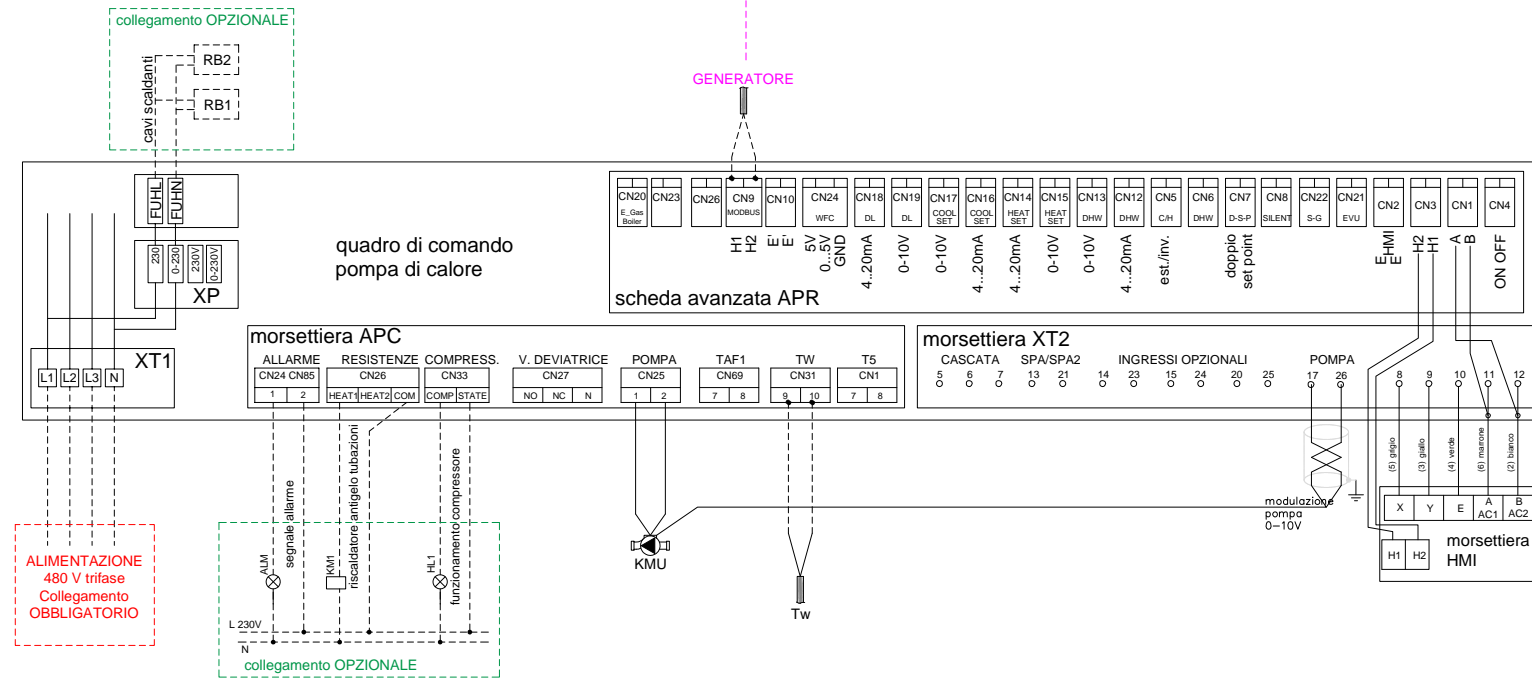 collegamento OPZIONALE
RB2
RB1
cavi scaldanti
GENERATORE
FUHL
FUHN
230
0-230
230V
0-230V
XP
quadro di comando
pompa di calore
CN20
E_Gas
Boiler
CN23
CN26
CN9
MODBUS
CN10
CN24
WFC
CN18
DL
CN19
DL
CN17
COOL
SET
CN16
COOL
SET
CN14
HEAT
SET
CN15
HEAT
SET
CN13
DHW
CN12
DHW
CN5
C/H
CN6
DHW
CN7
D-S-P
CN8
SILENT
CN22
S-G
CN21
EVU
CN2
CN3
CN1
CN4
H1
H2
E'
E'
5V
0...5V
GND
4..20mA
0-10V
0-10V
4...20mA
4...20mA
0-10V
0-10V
4...20mA
est./inv.
doppio
set point
E
HMI
E
H2
H1
A
B
ON OFF
scheda avanzata APR
XT1
L1
L2
L3
N
morsettiera APC
ALLARME RESISTENZE COMPRESS. V. DEVIATRICE POMPA TAF1 TW T5
CN24 CN85 CN26 CN33 CN27 CN25 CN69 CN31 CN1
1 2 HEAT1 HEAT2 COM COMP STATE NO NC N 1 2 7 8 9 10 7 8
morsettiera XT2
CASCATA SPA/SPA2 INGRESSI OPZIONALI POMPA
5 6 7 13 21 14 23 15 24 20 25 17 26 8 9 10 11 12
(5) grigio
(3) giallo
(4) verde
(6) marrone
(2) bianco
modulazione
pompa
0-10V
X
Y
E
A
AC1
B
AC2
H1
H2
morsettiera
HMI
ALIMENTAZIONE
480 V trifase
Collegamento
OBBLIGATORIO
ALM
segnale allarme
KM1
riscaldatore antigelo tubazioni
HL1
funzionamento compressore
L 230V
N
collegamento OPZIONALE
KMU
Tw